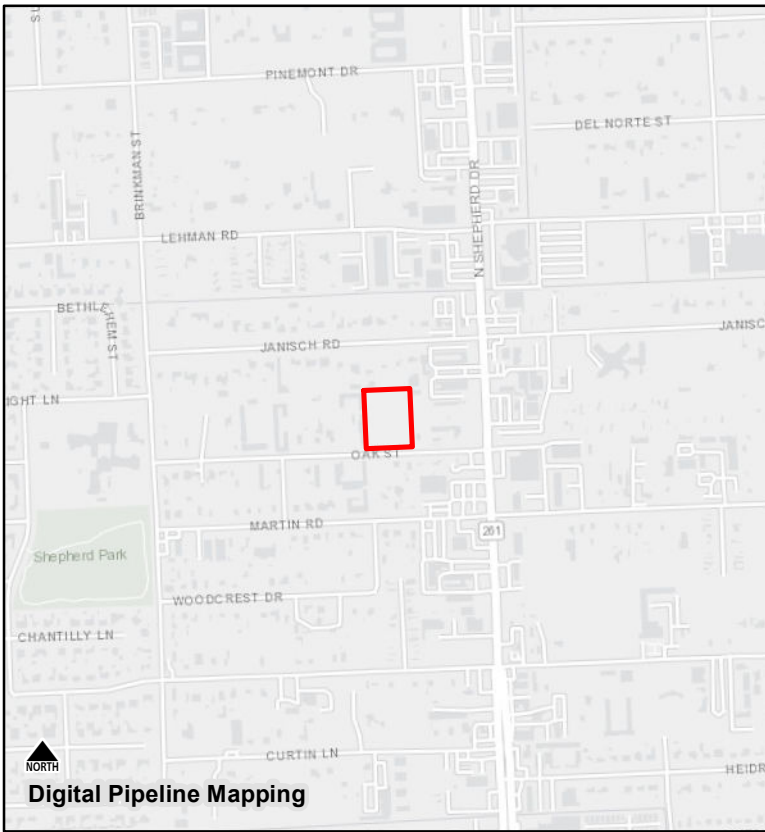 SU
PINEMONT DR
DEL NORTE ST
BRINKMAN ST
N SHEPHERD DR
LEHMAN RD
BETHLEHEM ST
JANISCH RD
JANISC
IGHT LN
OAK ST
MARTIN RD
261
Shepherd Park
WOODCREST DR
CHANTILLY LN
CURTIN LN
HEIDR
NORTH
Digital Pipeline Mapping